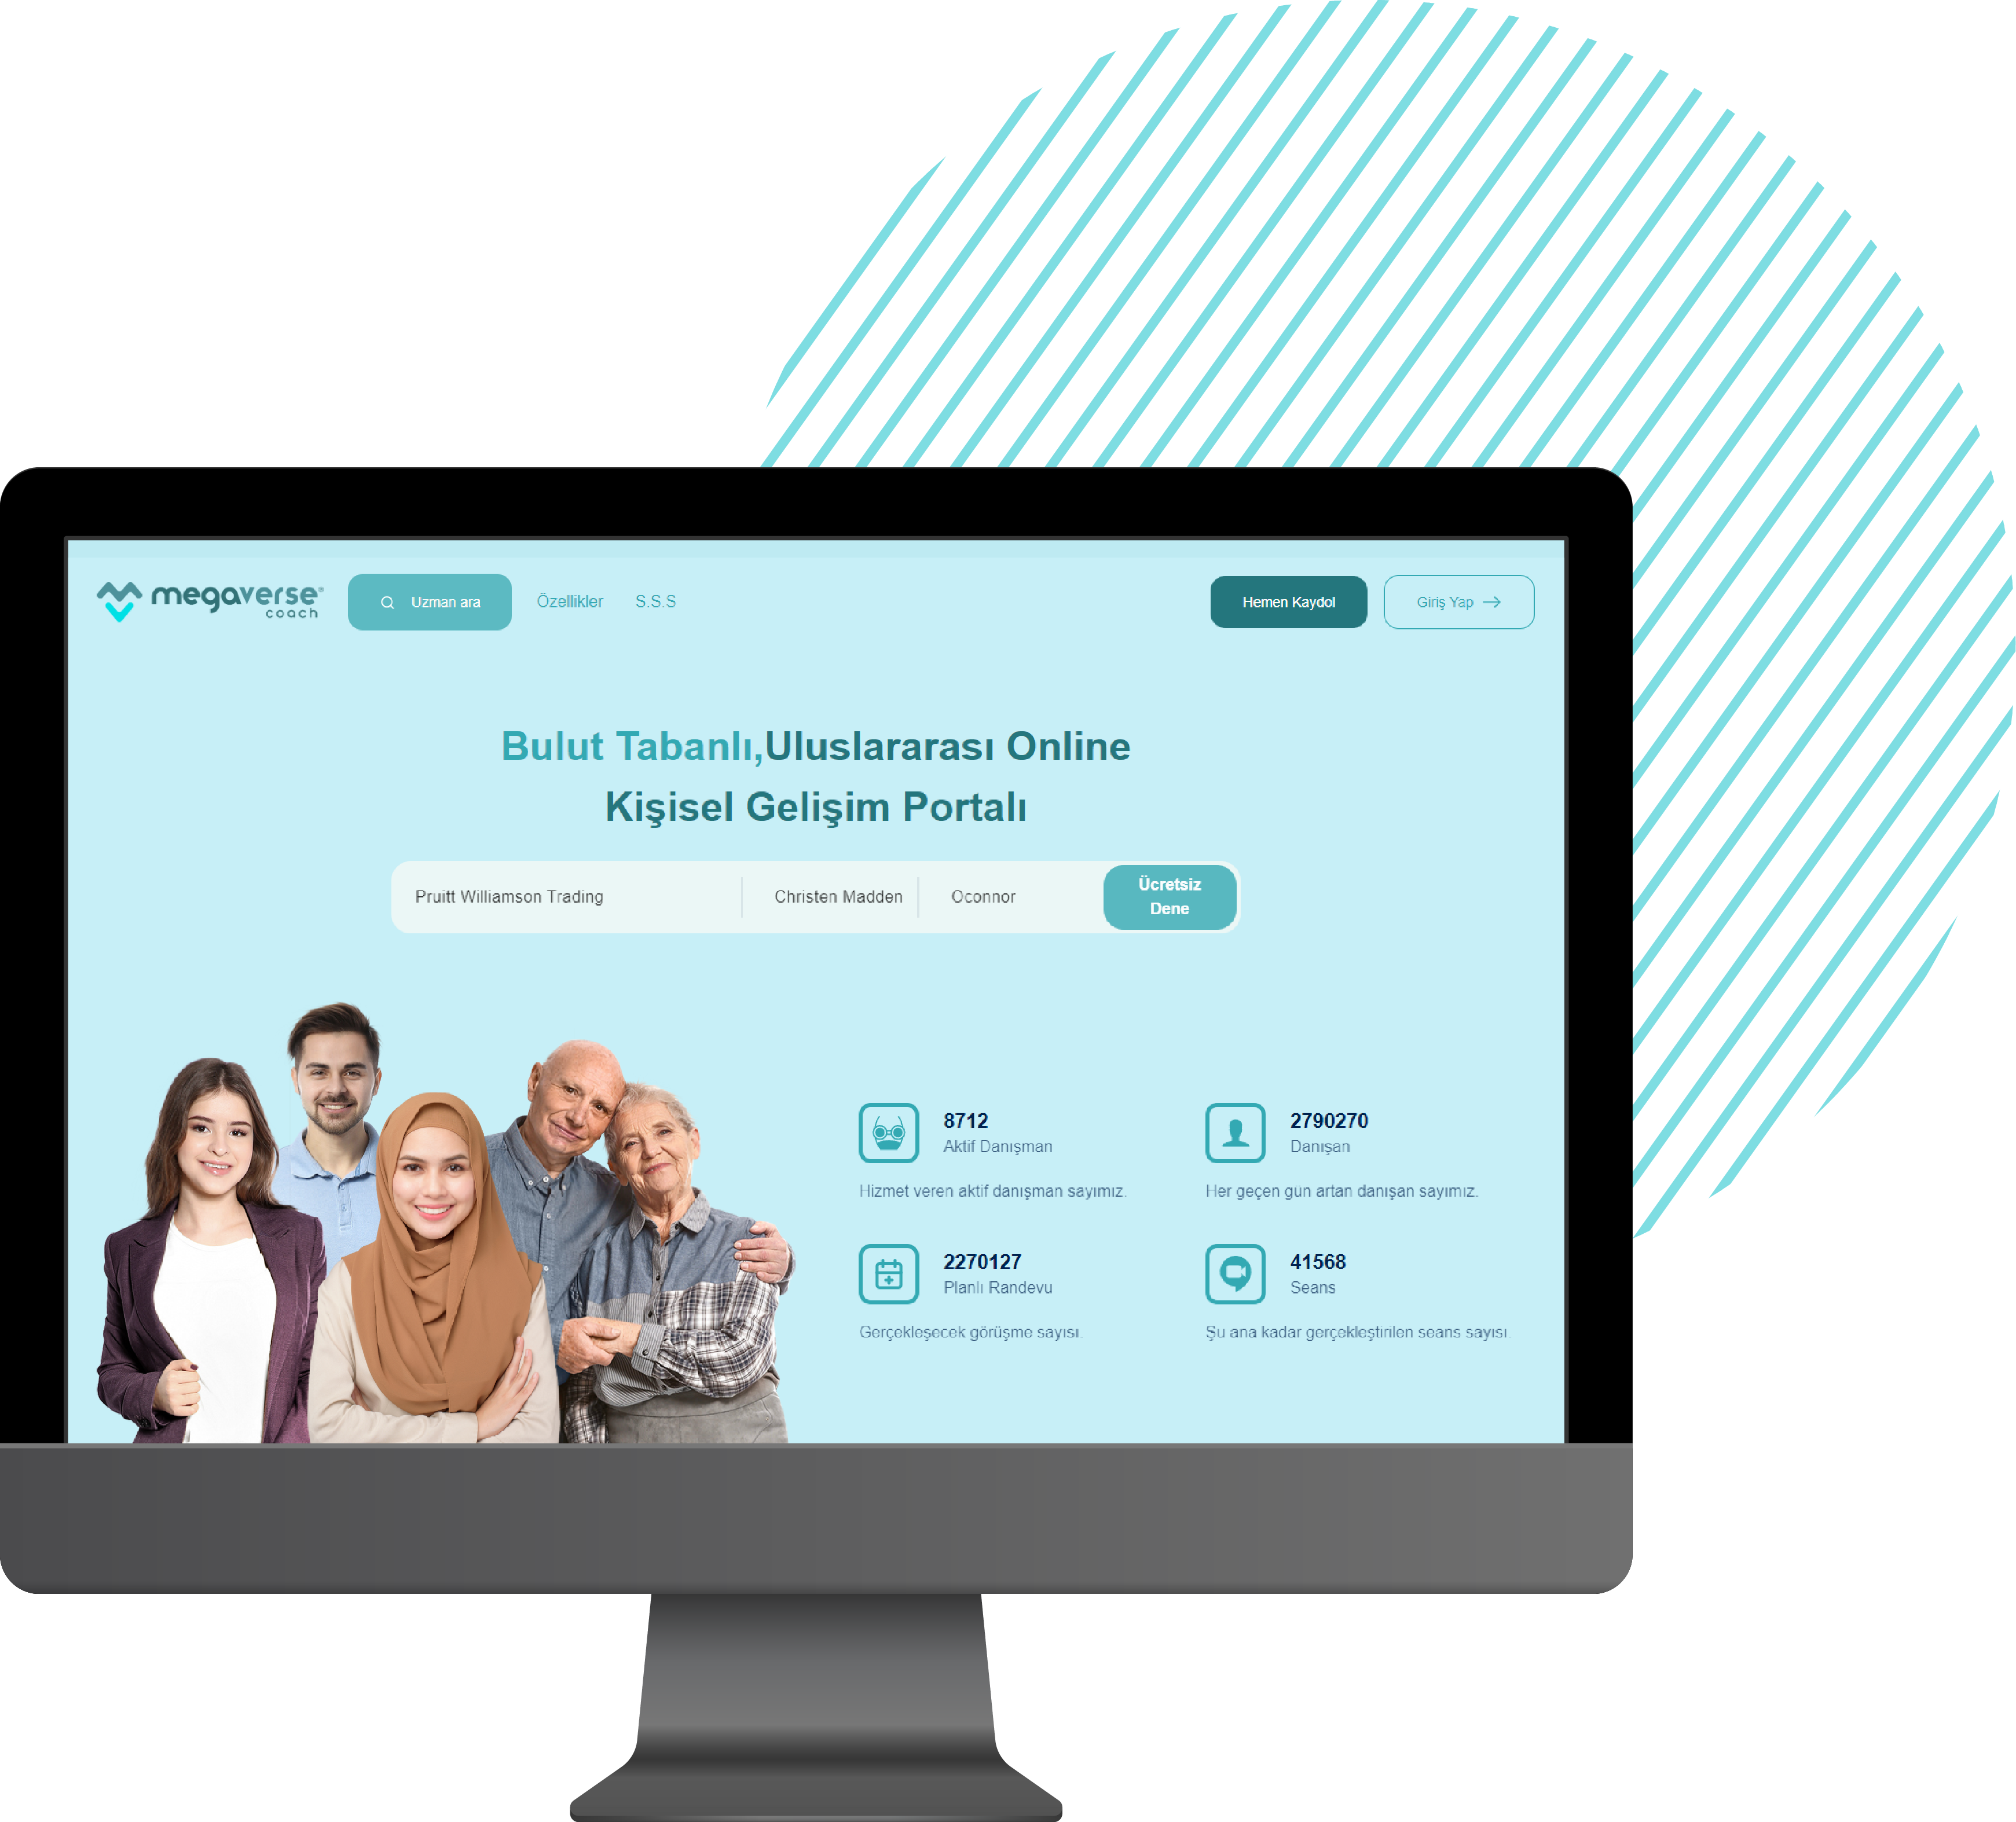 megaverse®
coach
Uzman ara
Özellikler
S.S.S
Hemen Kaydol
Giriş Yap
Bulut Tabanlı,Uluslararası Online
Kişisel Gelişim Portalı
Pruitt Williamson Trading
Christen Madden
Oconnor
Ücretsiz
Dene
8712
Aktif Danışman
Hizmet veren aktif danışman sayımız.
2790270
Danışan
Her geçen gün artan danışan sayımız.
2270127
Planlı Randevu
Gerçekleşecek görüşme sayısı.
41568
Seans
Şu ana kadar gerçekleştirilen seans sayısı.